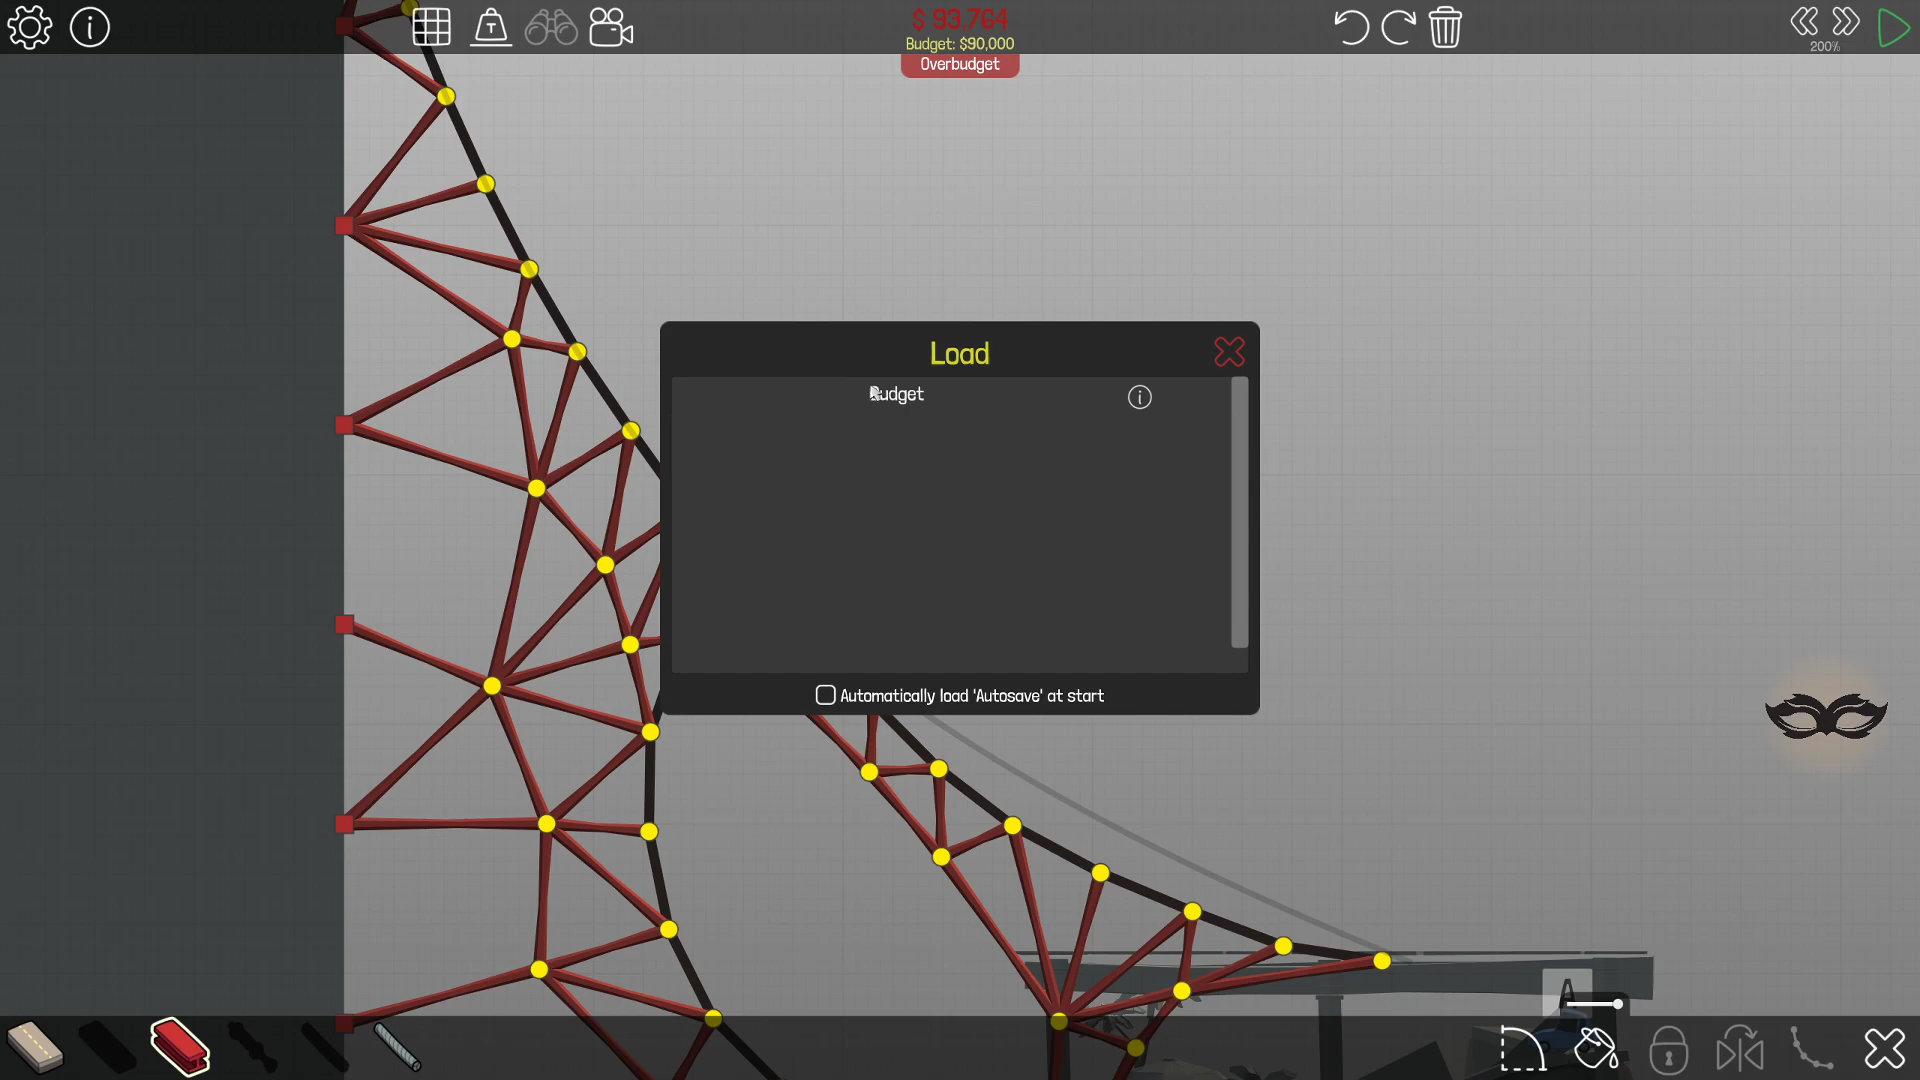 $ 93,764
Budget: $90,000
Overbudget
200%
Load
Budget
Automatically load 'Autosave' at start
A